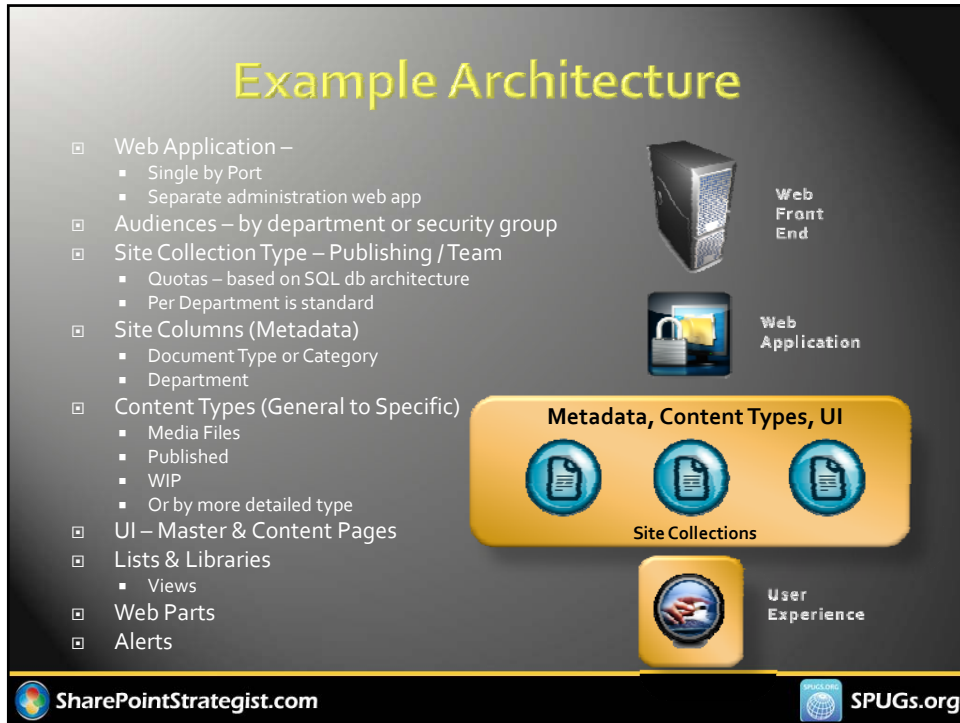 Example Architecture
Web Application –
Single by Port
Separate administration web app
Audiences – by department or security group
Site Collection Type – Publishing / Team
Quotas – based on SQL db architecture
Per Department is standard
Site Columns (Metadata)
Document Type or Category
Department
Content Types (General to Specific)
Media Files
Published
WIP
Or by more detailed type
UI – Master & Content Pages
Lists & Libraries
Views
Web Parts
Alerts
Web
Front
End
Web
Application
Metadata, Content Types, UI
Site Collections
User
Experience
SharePointStrategist.com
SPUGS.ORG
SPUGs.org